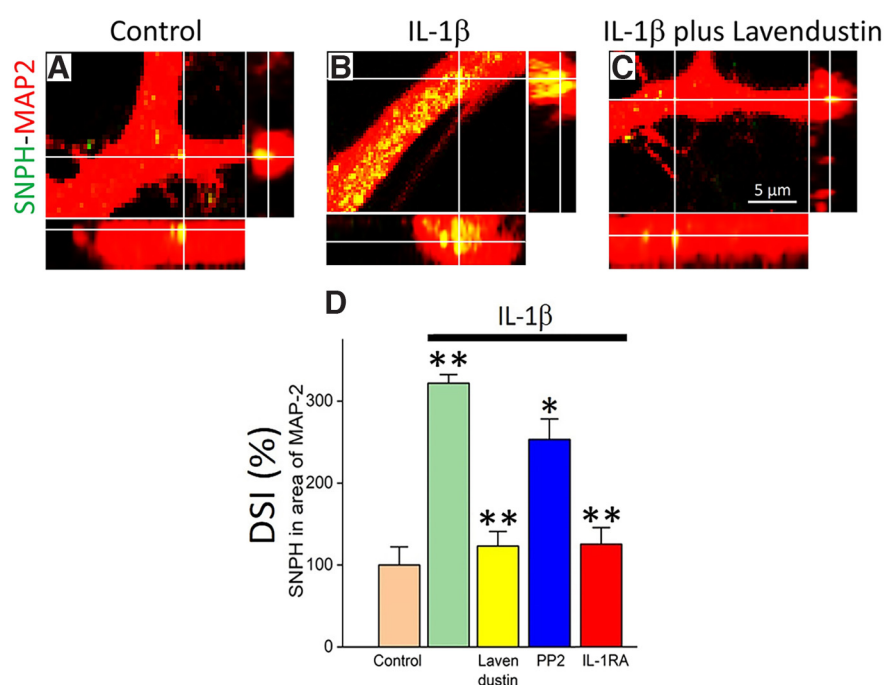 Control
IL-1β
IL-1β plus Lavendustin
SNPH-MAP2
A
B
C
5 μm
D
IL-1β
DSI (%)
SNPH in area of MAP-2
300
200
100
0
**
**
*
**
Control
Laven
dustin
PP2
IL-1RA